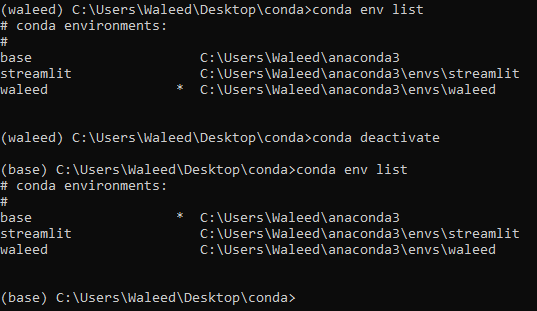 (waleed) C:\Users\Waleed\Desktop\conda>conda env list
# conda environments:
#
base                     C:\Users\Waleed\anaconda3
streamlit                C:\Users\Waleed\anaconda3\envs\streamlit
waleed                *  C:\Users\Waleed\anaconda3\envs\waleed
(waleed) C:\Users\Waleed\Desktop\conda>conda deactivate
(base) C:\Users\Waleed\Desktop\conda>conda env list
# conda environments:
#
base                  *  C:\Users\Waleed\anaconda3
streamlit                C:\Users\Waleed\anaconda3\envs\streamlit
waleed                   C:\Users\Waleed\anaconda3\envs\waleed
(base) C:\Users\Waleed\Desktop\conda>